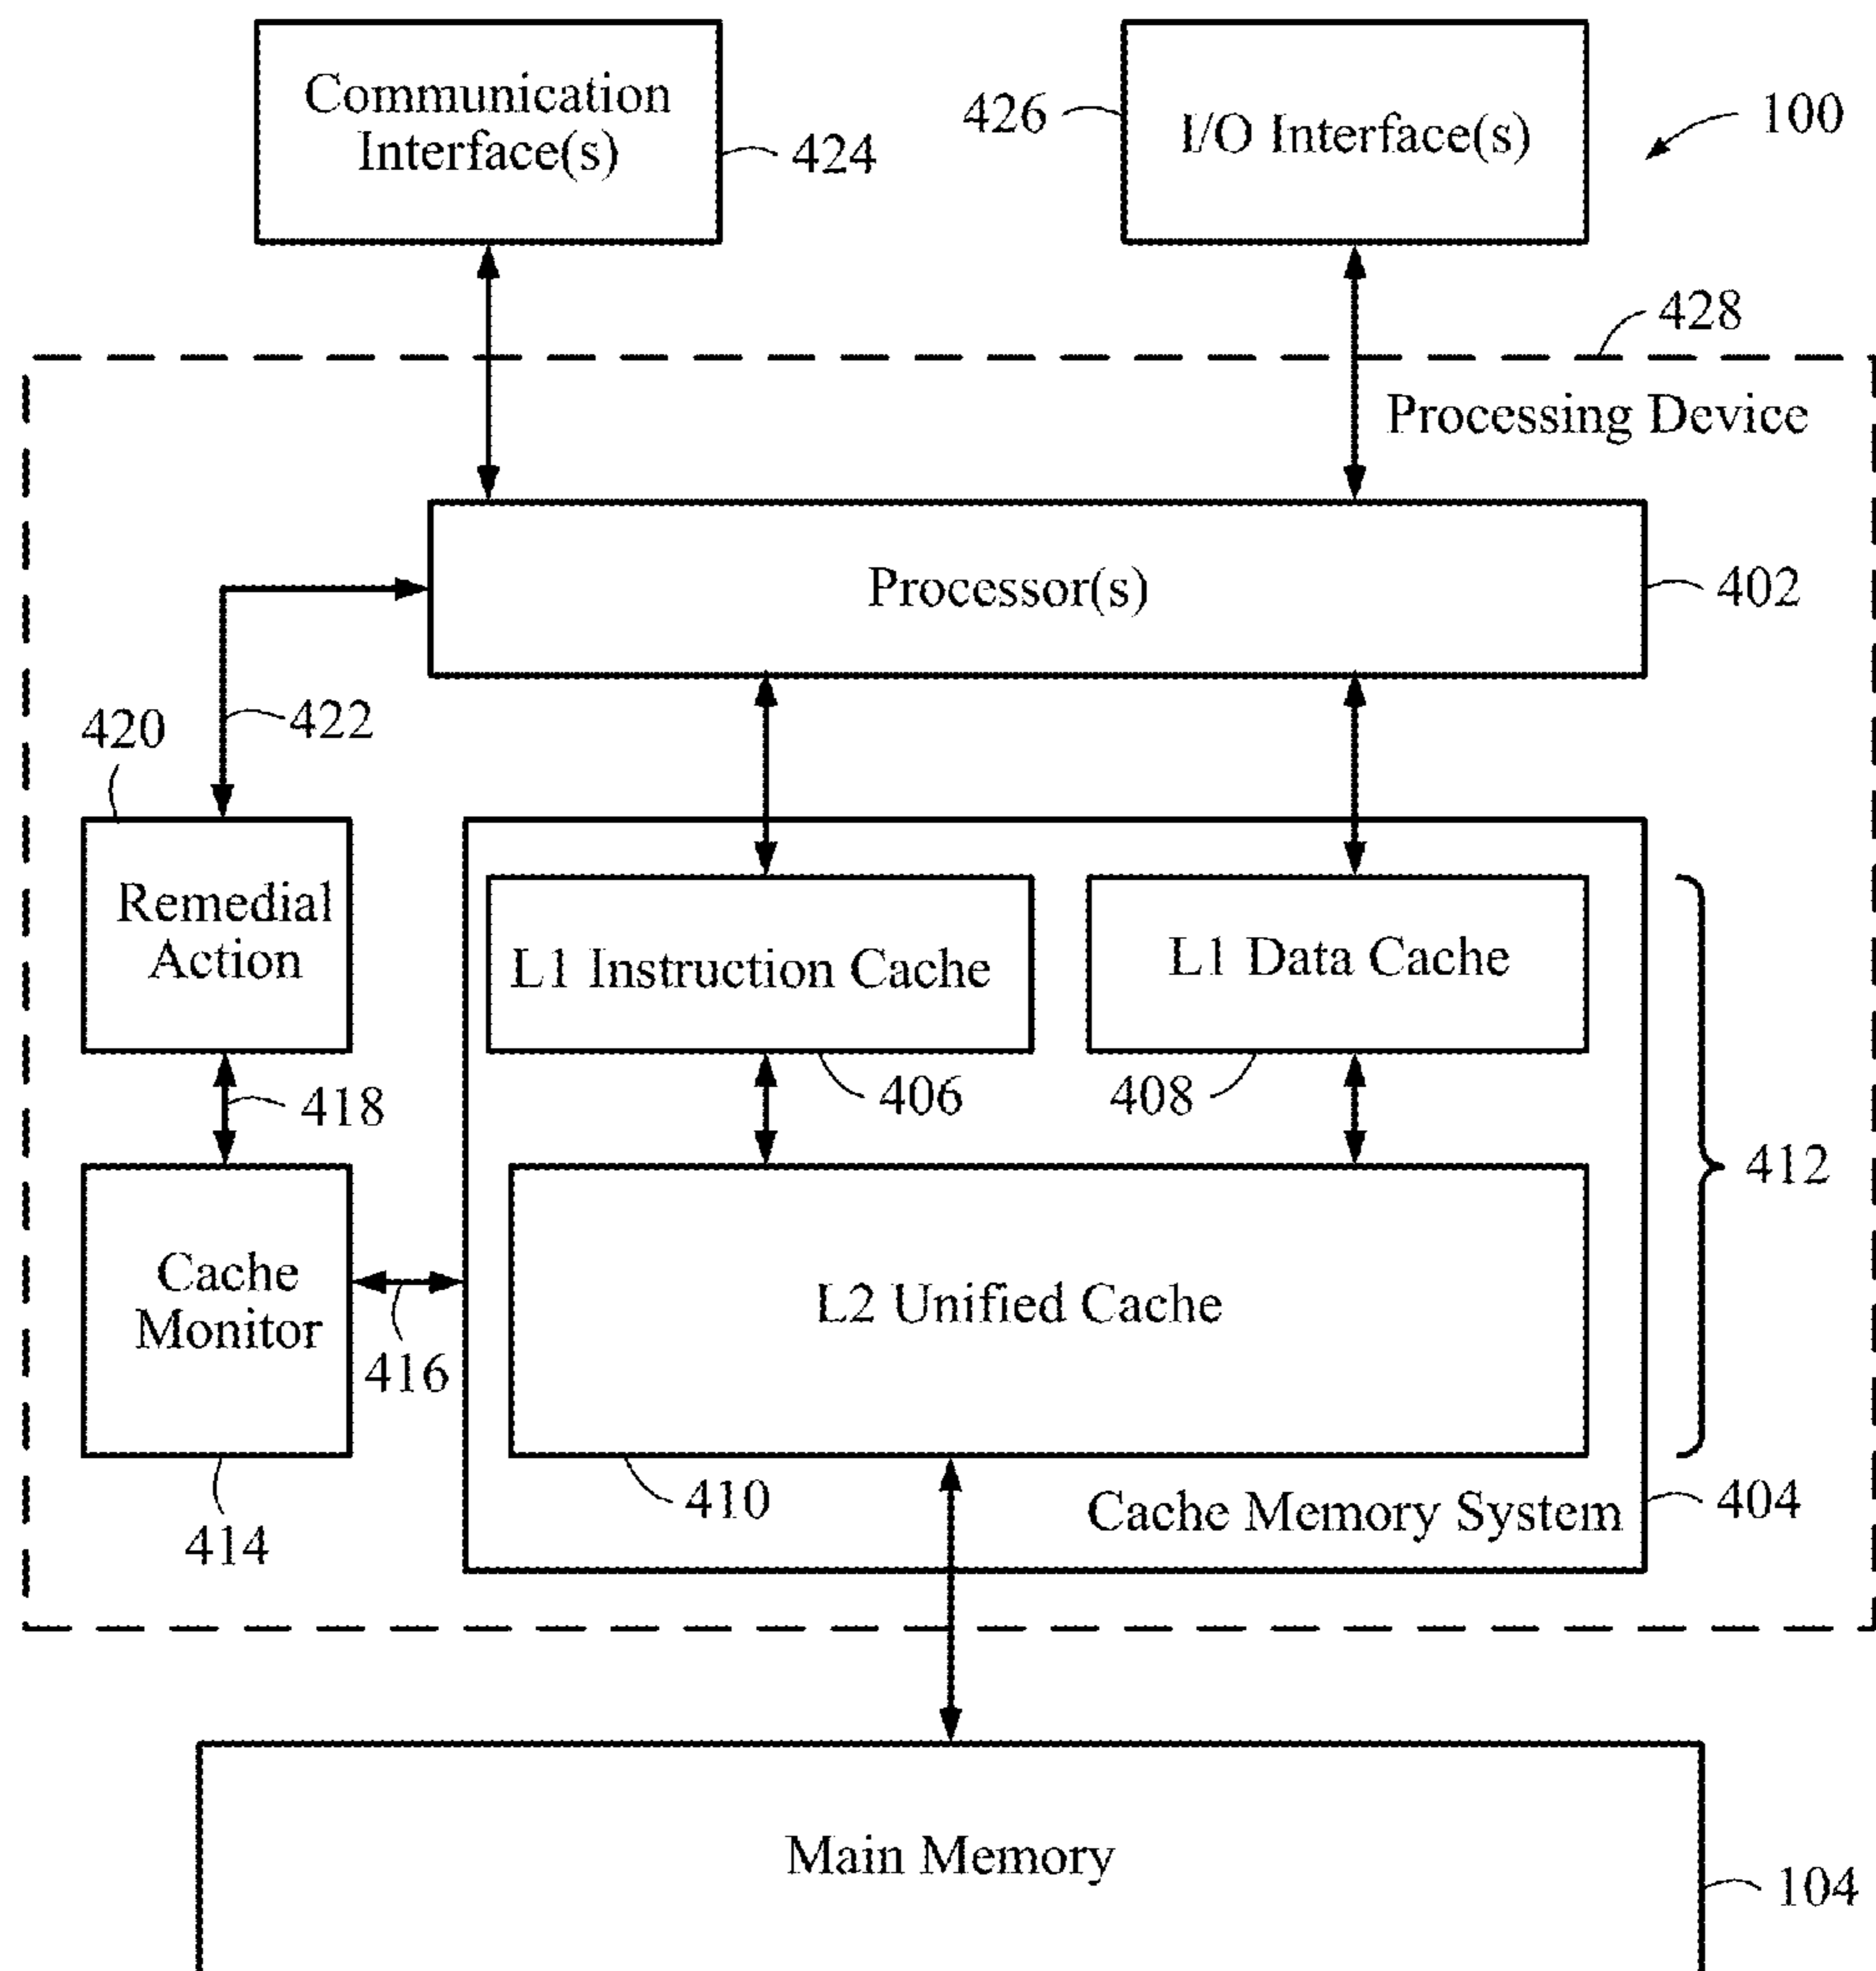 Communication
Interface(s)
424
426
I/O Interface(s)
100
428
Processing Device
Processor(s)
402
422
420
Remedial
Action
L1 Instruction Cache
L1 Data Cache
406
408
418
412
Cache
Monitor
416
L2 Unified Cache
410
Cache Memory System
404
414
Main Memory
104